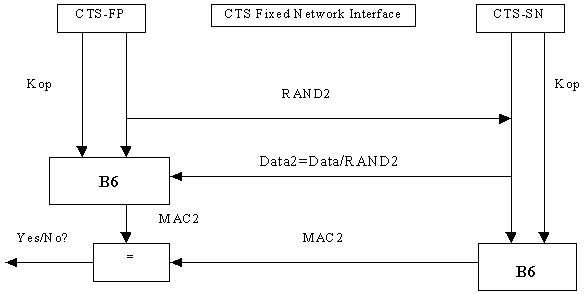 CTS-FP
CTS Fixed Network Interface
CTS-SN
Kop
Kop
RAND2
Data2=Data/RAND2
B6
MAC2
Yes/No?
MAC2
=
B6